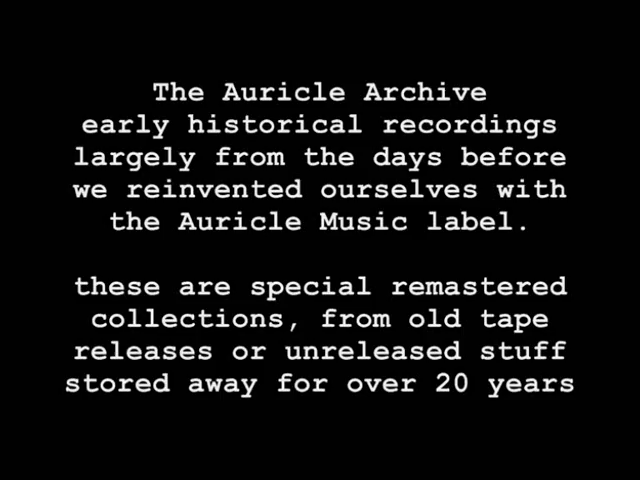 The Auricle Archive
early historical recordings
largely from the days before
we reinvented ourselves with
the Auricle Music label.
these are special remastered
collections, from old tape
releases or unreleased stuff
stored away for over 20 years